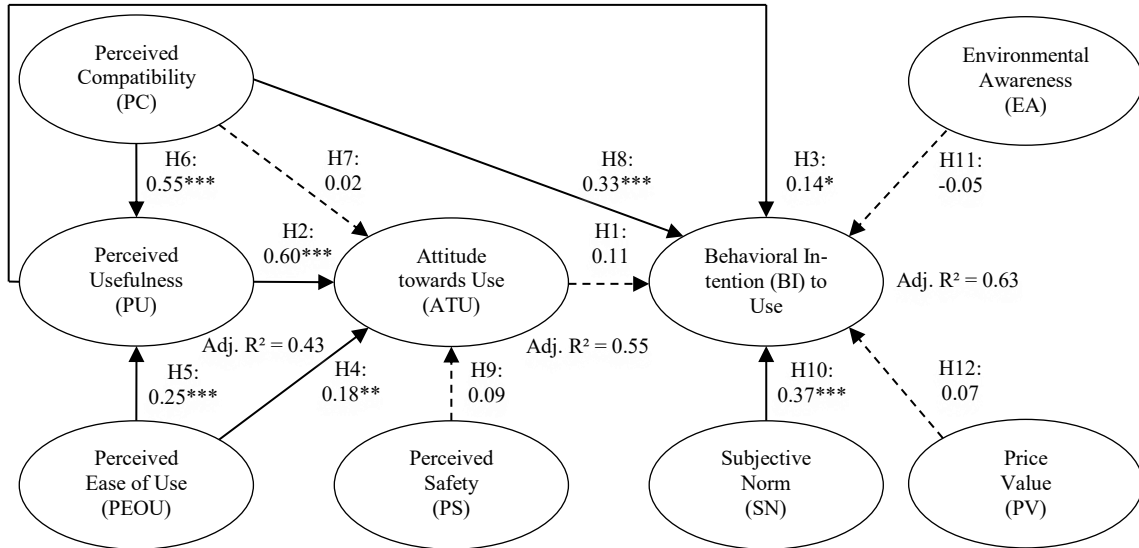 Perceived
Compatibility
(PC)
Environmental
Awareness
(EA)
H6:
0.55***
H7:
0.02
H8:
0.33***
H3:
0.14*
H11:
-0.05
Perceived
Usefulness
(PU)
H2:
0.60***
Attitude
towards Use
(ATU)
H1:
0.11
Behavioral In-
tention (BI) to
Use
Adj. R² = 0.63
Adj. R² = 0.43
Adj. R² = 0.55
H5:
0.25***
H4:
0.18**
H9:
0.09
H10:
0.37***
H12:
0.07
Perceived
Ease of Use
(PEOU)
Perceived
Safety
(PS)
Subjective
Norm
(SN)
Price
Value
(PV)